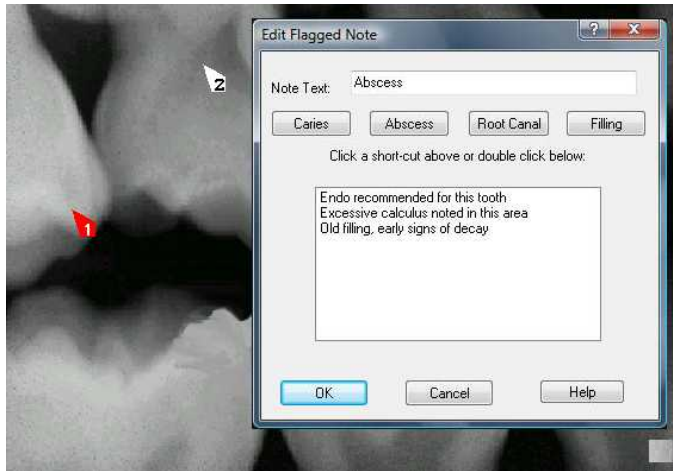 Edit Flagged Note
?
X
2
Note Text: Abscess
Caries Abscess Root Canal Filling
Click a short-cut above or double click below:
Endo recommended for this tooth
Excessive calculus noted in this area
Old filling, early signs of decay
1
OK Cancel Help